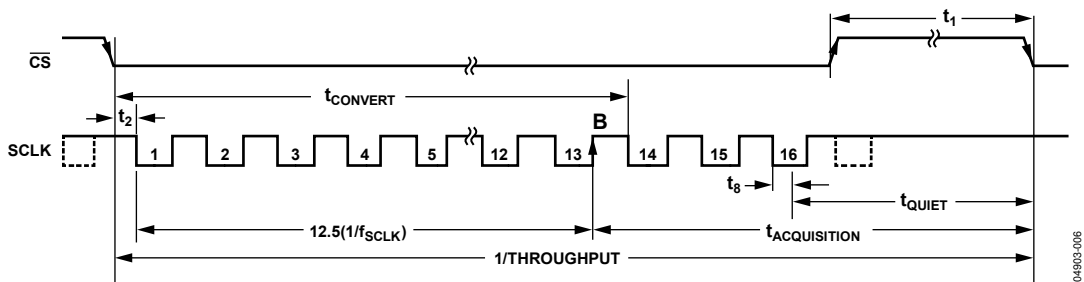 t1
CS
tCONVERT
t2
B
SCLK
1 2 3 4 5 12 13 14 15 16
t8
tQUIET
12.5(1/fSCLK)
tACQUISITION
1/THROUGHPUT
04903-006